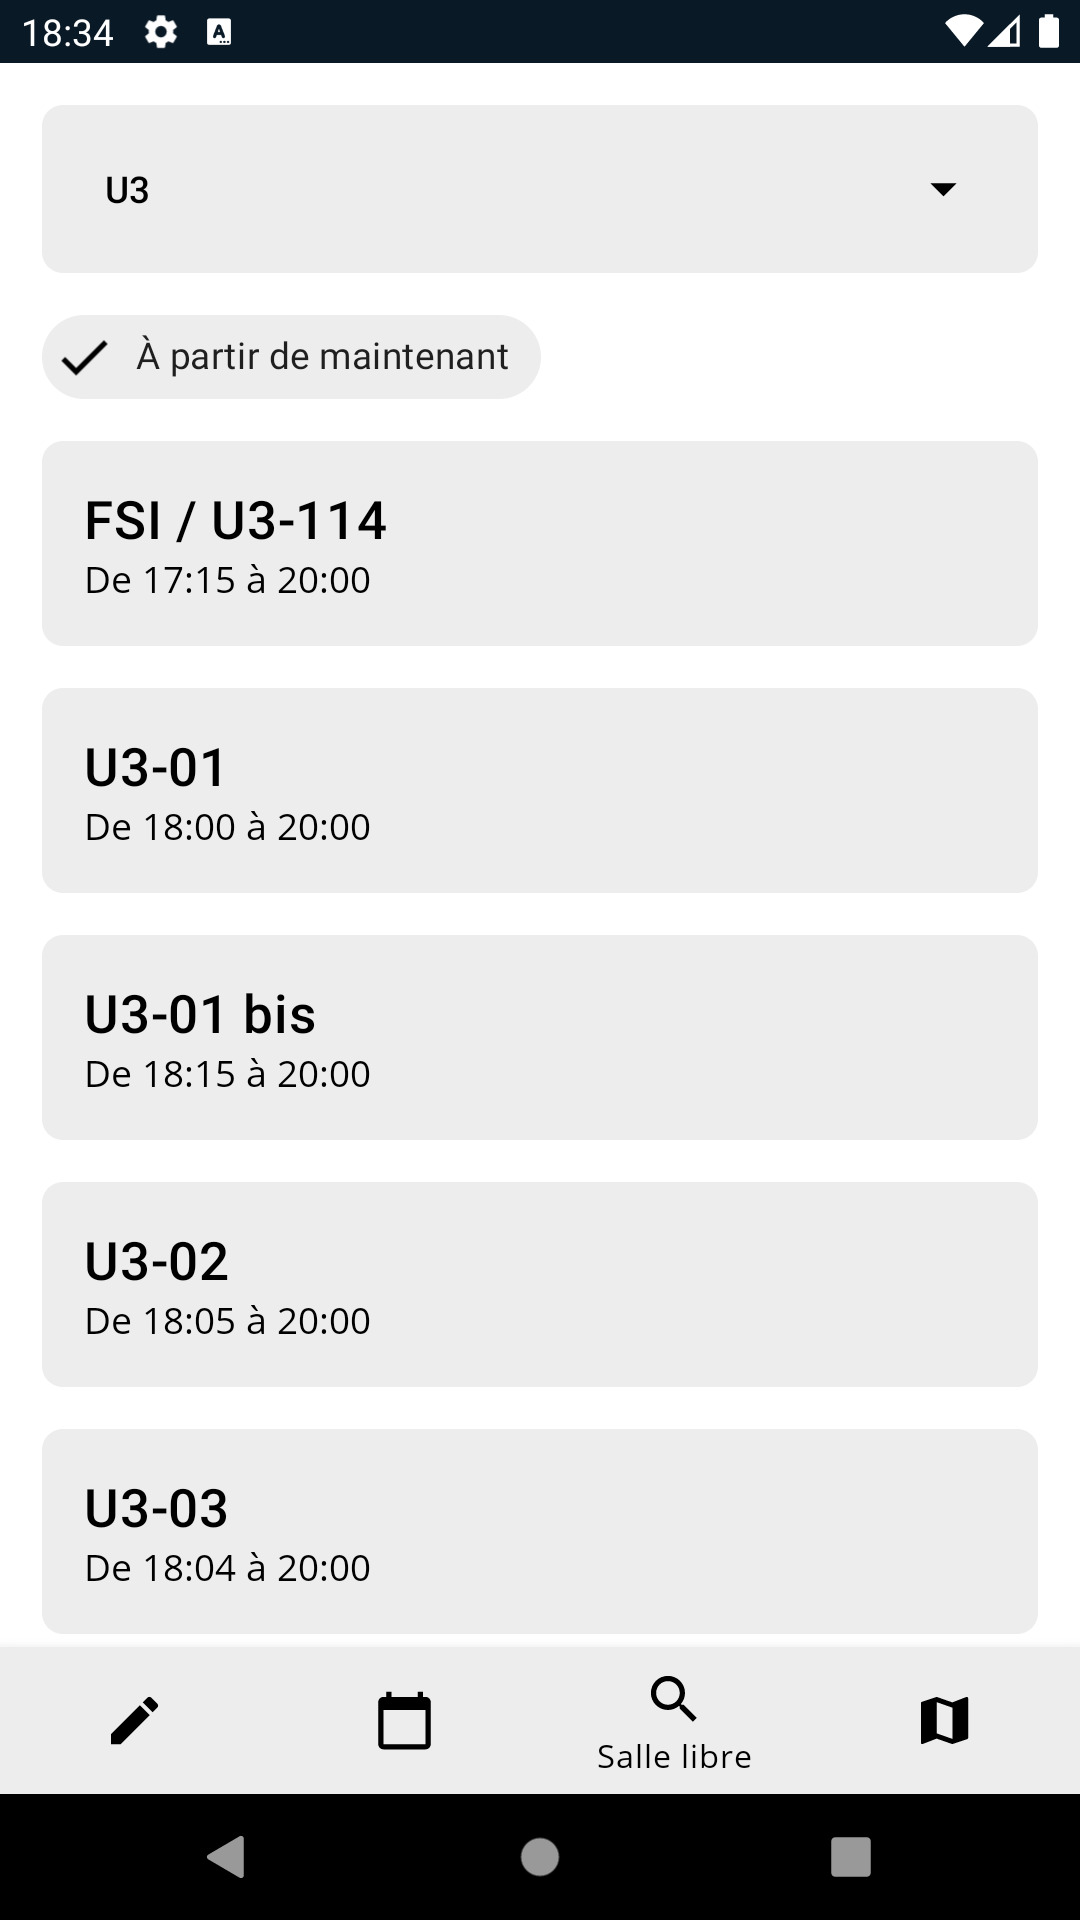 18:34
U3
À partir de maintenant
FSI / U3-114
De 17:15 à 20:00
U3-01
De 18:00 à 20:00
U3-01 bis
De 18:15 à 20:00
U3-02
De 18:05 à 20:00
U3-03
De 18:04 à 20:00
Salle libre